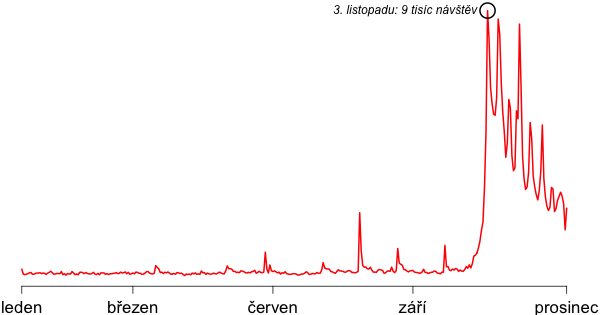 3. listopadu: 9 tisíc návštěv
leden březen červen září prosinec